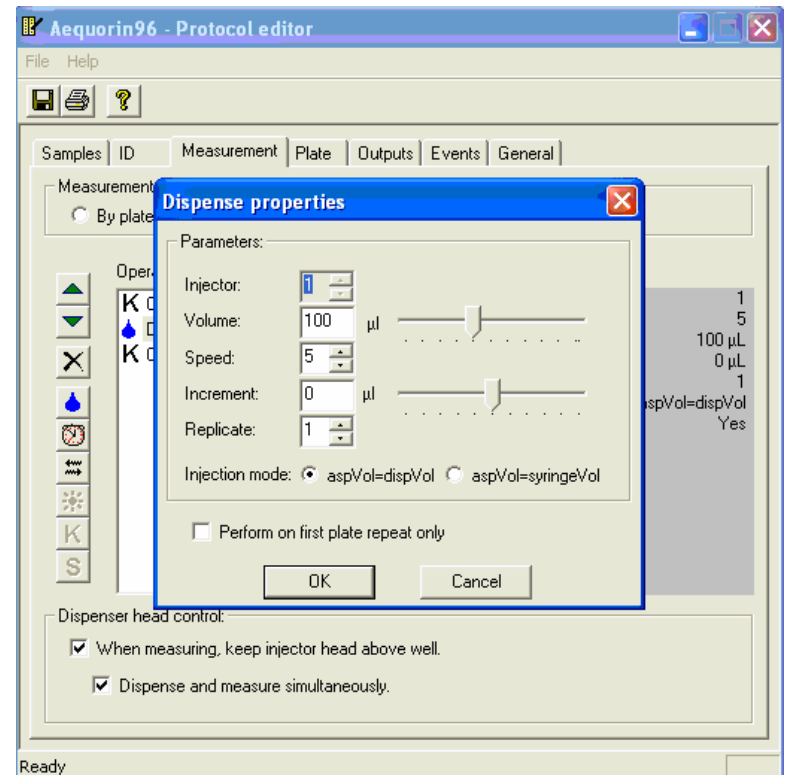 Aequorin96 - Protocol editor
File Help
Samples ID Measurement Plate Outputs Events General
Measurement
By plate
Dispense properties
Parameters:
Injector: 1
Volume: 100 µl
Speed: 5
Increment: 0 µl
Replicate: 1
Injection mode: aspVol=dispVol aspVol=syringeVol
Perform on first plate repeat only
OK Cancel
K
K
1
5
100 µL
0 µL
1
spVol=dispVol
Yes
K
S
Dispenser head control:
When measuring, keep injector head above well.
Dispense and measure simultaneously.
Ready